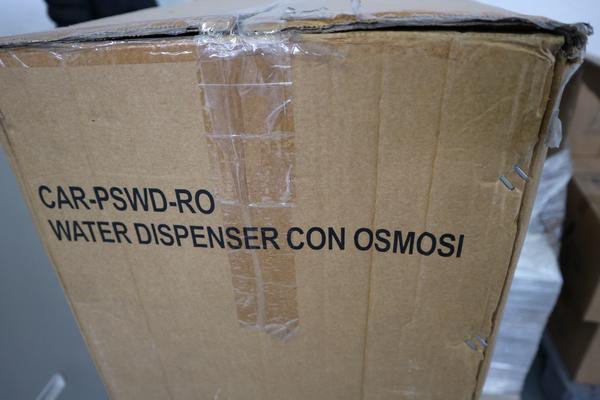 CAR-PSWD-RO
WATER DISPENSER CON OSMOSI